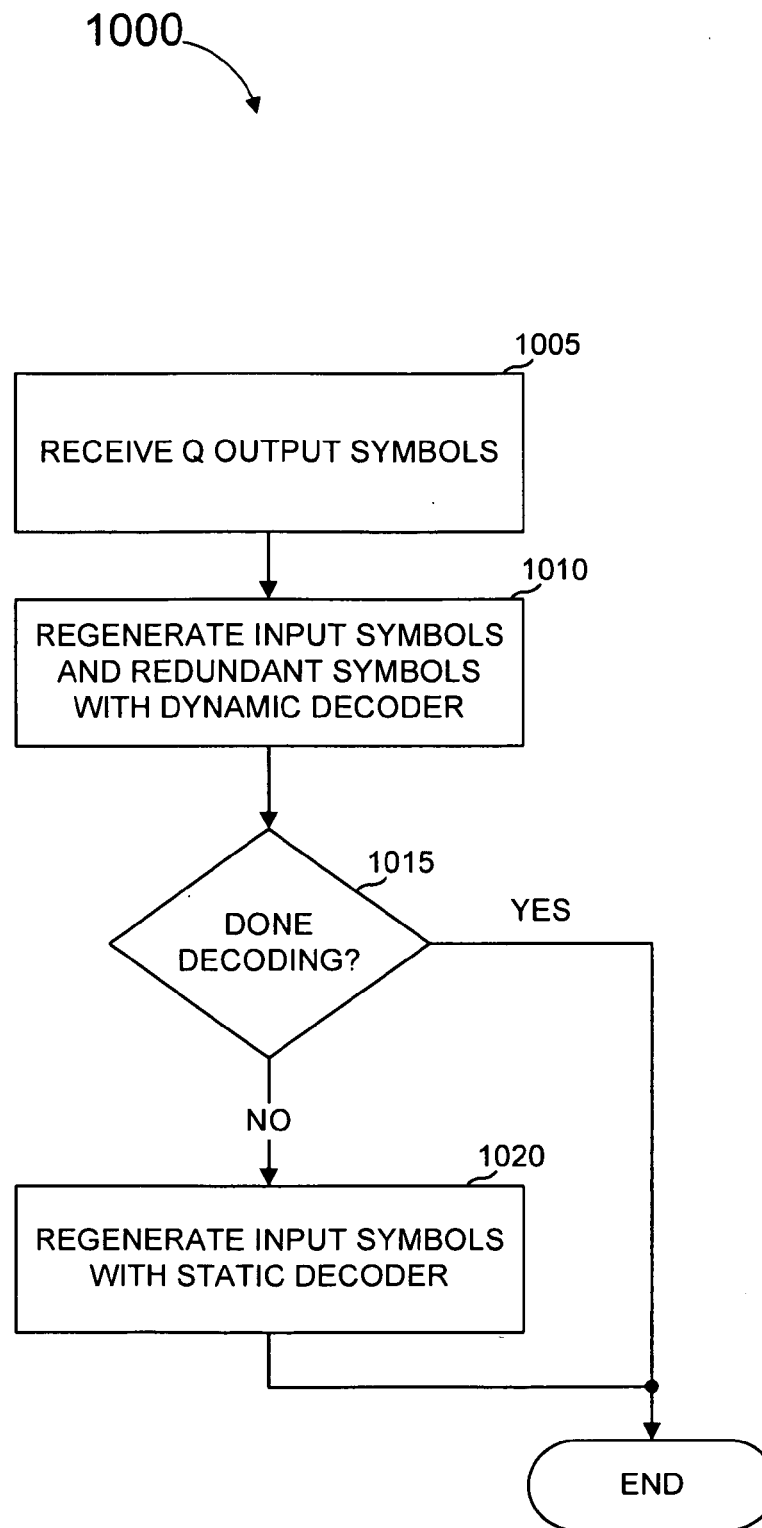 1000
1005
RECEIVE Q OUTPUT SYMBOLS
1010
REGENERATE INPUT SYMBOLS
AND REDUNDANT SYMBOLS
WITH DYNAMIC DECODER
1015
DONE
DECODING?
YES
NO
1020
REGENERATE INPUT SYMBOLS
WITH STATIC DECODER
END